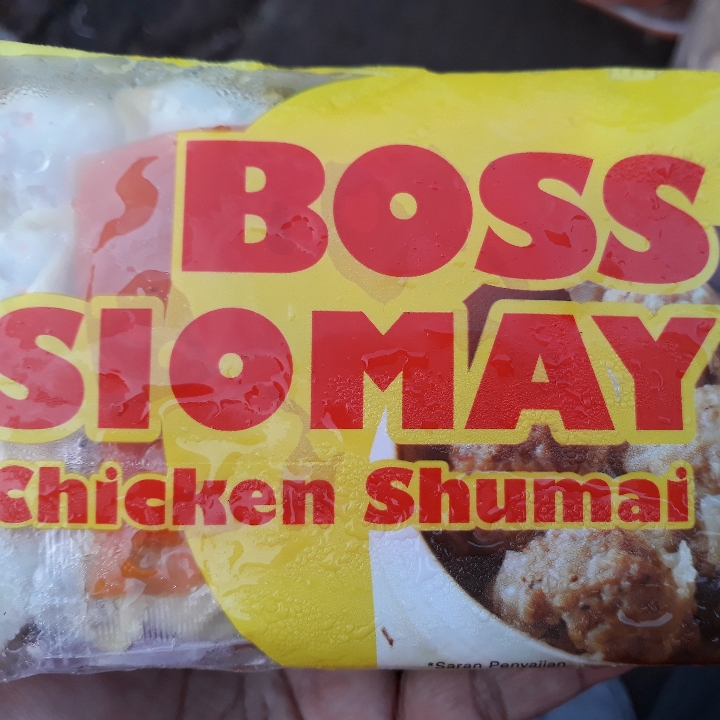 BOSS
SIOMAY
Chicken Shumai
*Saran Penyajian